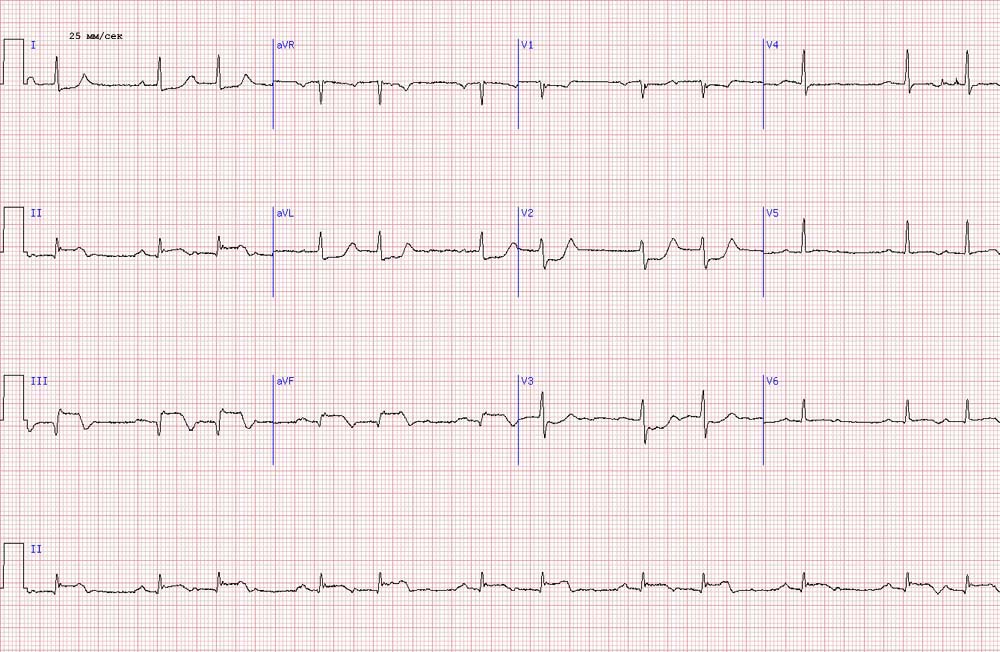 25 мм/сек
I aVR V1 V4
II aVL V2 V5
III aVF V3 V6
II